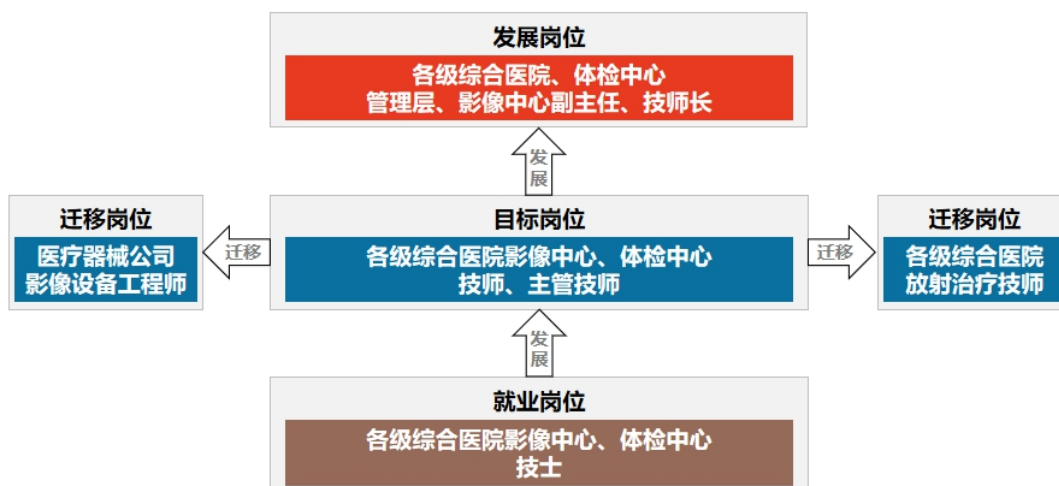 发展岗位
各级综合医院、体检中心
管理层、影像中心副主任、技师长
发展
迁移岗位
医疗器械公司
影像设备工程师
迁移
目标岗位
各级综合医院影像中心、体检中心
技师、主管技师
迁移
迁移岗位
各级综合医院
放射治疗技师
发展
就业岗位
各级综合医院影像中心、体检中心
技士